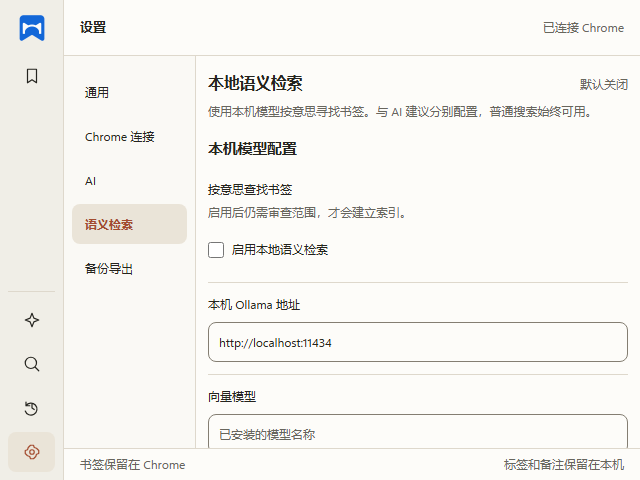 设置
已连接 Chrome
通用
Chrome 连接
AI
语义检索
备份导出
本地语义检索
默认关闭
使用本机模型按意思寻找书签。与 AI 建议分别配置，普通搜索始终可用。
本机模型配置
按意思查找书签
启用后仍需审查范围，才会建立索引。
启用本地语义检索
本机 Ollama 地址
http://localhost:11434
向量模型
已安装的模型名称
书签保留在 Chrome
标签和备注保留在本机